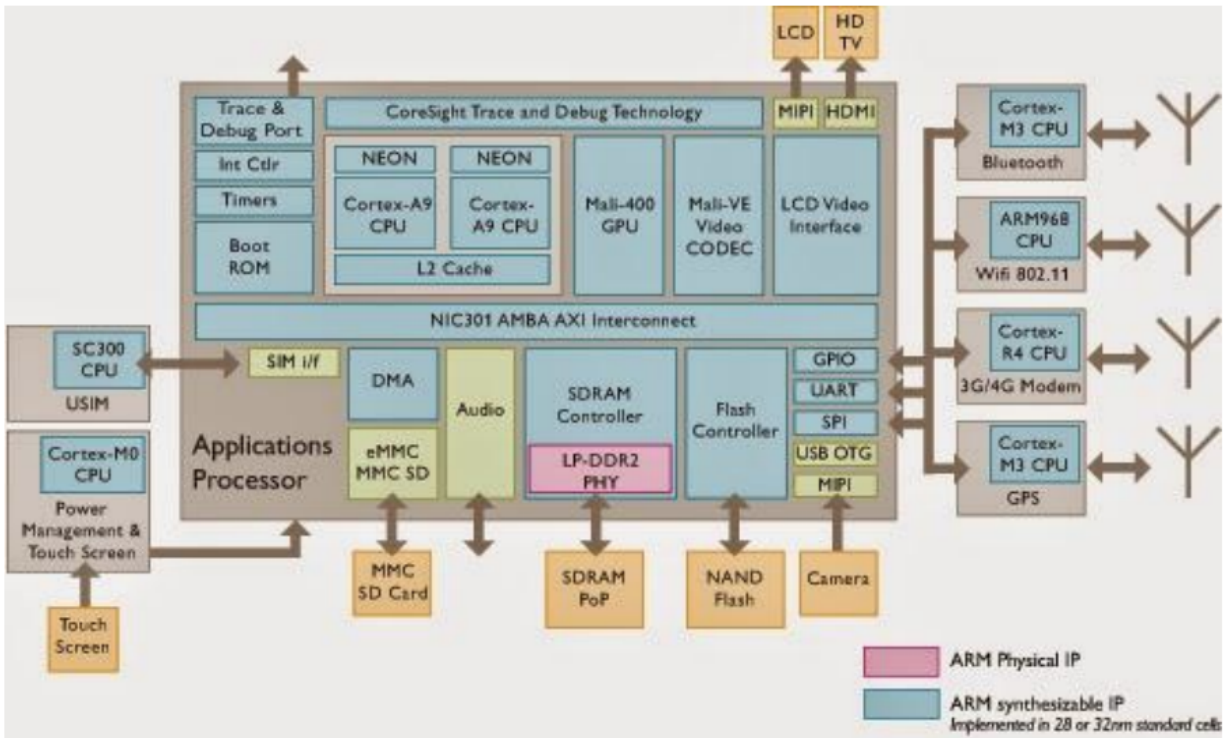 LCD
HD
TV
Trace &
Debug Port
CoreSight Trace and Debug Technology
MIPI
HDMI
Int Ctlr
Timers
Boot
ROM
NEON
NEON
Cortex-A9
CPU
Cortex-
A9 CPU
L2 Cache
Mali-400
GPU
Mali-VE
Video
CODEC
LCD Video
Interface
NIC301 AMBA AXI Interconnect
Cortex-
M3 CPU
Bluetooth
ARM968
CPU
Wifi 802.11
Cortex-
R4 CPU
3G/4G Modem
Cortex-
M3 CPU
GPS
SC300
CPU
USIM
SIM i/f
DMA
Audio
SDRAM
Controller
Flash
Controller
GPIO
UART
SPI
USB OTG
MIPI
Applications
Processor
eMMC
MMC SD
LP-DDR2
PHY
Cortex-M0
CPU
Power
Management &
Touch Screen
Touch
Screen
MMC
SD Card
SDRAM
PoP
NAND
Flash
Camera
ARM Physical IP
ARM synthesizable IP
Implemented in 28 or 32nm standard cells